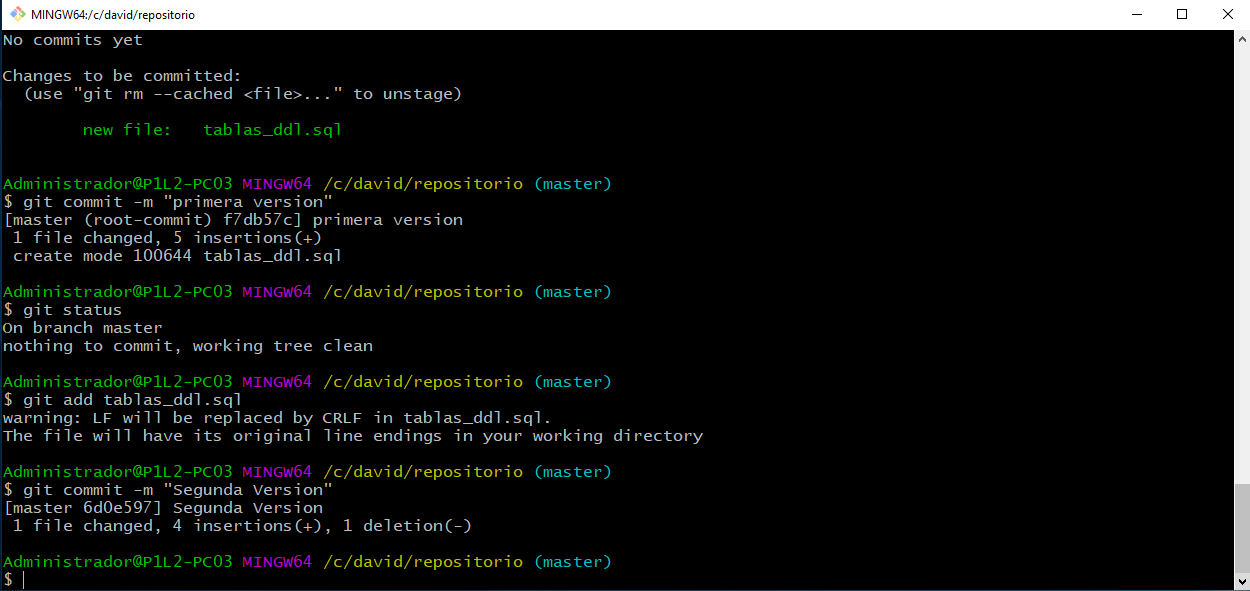 MINGW64:/c/david/repositorio
No commits yet
Changes to be committed:
  (use "git rm --cached <file>..." to unstage)
        new file:   tablas_ddl.sql
Administrador@P1L2-PC03 MINGW64 /c/david/repositorio (master)
$ git commit -m "primera version"
[master (root-commit) f7db57c] primera version
 1 file changed, 5 insertions(+)
 create mode 100644 tablas_ddl.sql
Administrador@P1L2-PC03 MINGW64 /c/david/repositorio (master)
$ git status
On branch master
nothing to commit, working tree clean
Administrador@P1L2-PC03 MINGW64 /c/david/repositorio (master)
$ git add tablas_ddl.sql
warning: LF will be replaced by CRLF in tablas_ddl.sql.
The file will have its original line endings in your working directory
Administrador@P1L2-PC03 MINGW64 /c/david/repositorio (master)
$ git commit -m "Segunda Version"
[master 6d0e597] Segunda Version
 1 file changed, 4 insertions(+), 1 deletion(-)
Administrador@P1L2-PC03 MINGW64 /c/david/repositorio (master)
$